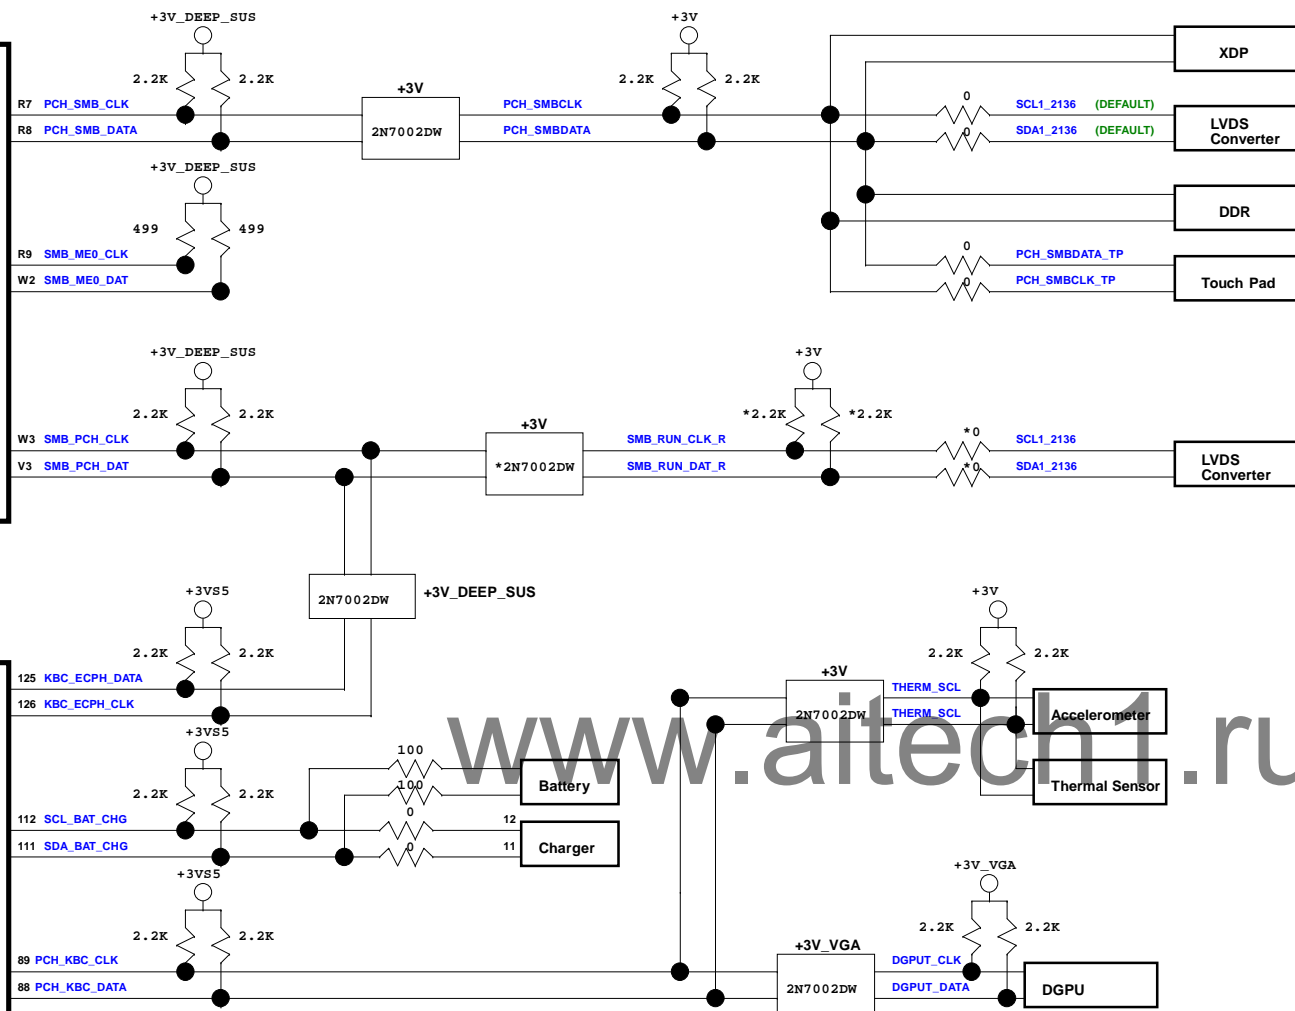 +3V_DEEP_SUS
+3V
2.2K 2.2K
2.2K 2.2K
XDP
+3V
R7 PCH_SMB_CLK
PCH_SMBCLK
0 SCL1_2136 (DEFAULT)
R8 PCH_SMB_DATA
2N7002DW
PCH_SMBDATA
0 SDA1_2136 (DEFAULT)
LVDS
Converter
+3V_DEEP_SUS
499 499
DDR
R9 SMB_ME0_CLK
0 PCH_SMBDATA_TP
W2 SMB_ME0_DAT
0 PCH_SMBCLK_TP
Touch Pad
+3V_DEEP_SUS
+3V
2.2K 2.2K
*2.2K *2.2K
+3V
W3 SMB_PCH_CLK
SMB_RUN_CLK_R
*0 SCL1_2136
V3 SMB_PCH_DAT
*2N7002DW
SMB_RUN_DAT_R
*0 SDA1_2136
LVDS
Converter
+3VS5
2N7002DW
+3V_DEEP_SUS
+3V
2.2K 2.2K
2.2K 2.2K
125 KBC_ECPH_DATA
+3V
THERM_SCL
126 KBC_ECPH_CLK
2N7002DW
THERM_SCL
Accelerometer
www.aitech1.ru
+3VS5
2.2K 2.2K
100
100
Battery
Thermal Sensor
112 SCL_BAT_CHG
0
12
111 SDA_BAT_CHG
0
11
Charger
+3VS5
+3V_VGA
2.2K 2.2K
2.2K 2.2K
+3V_VGA
89 PCH_KBC_CLK
DGPUT_CLK
88 PCH_KBC_DATA
2N7002DW
DGPUT_DATA
DGPU